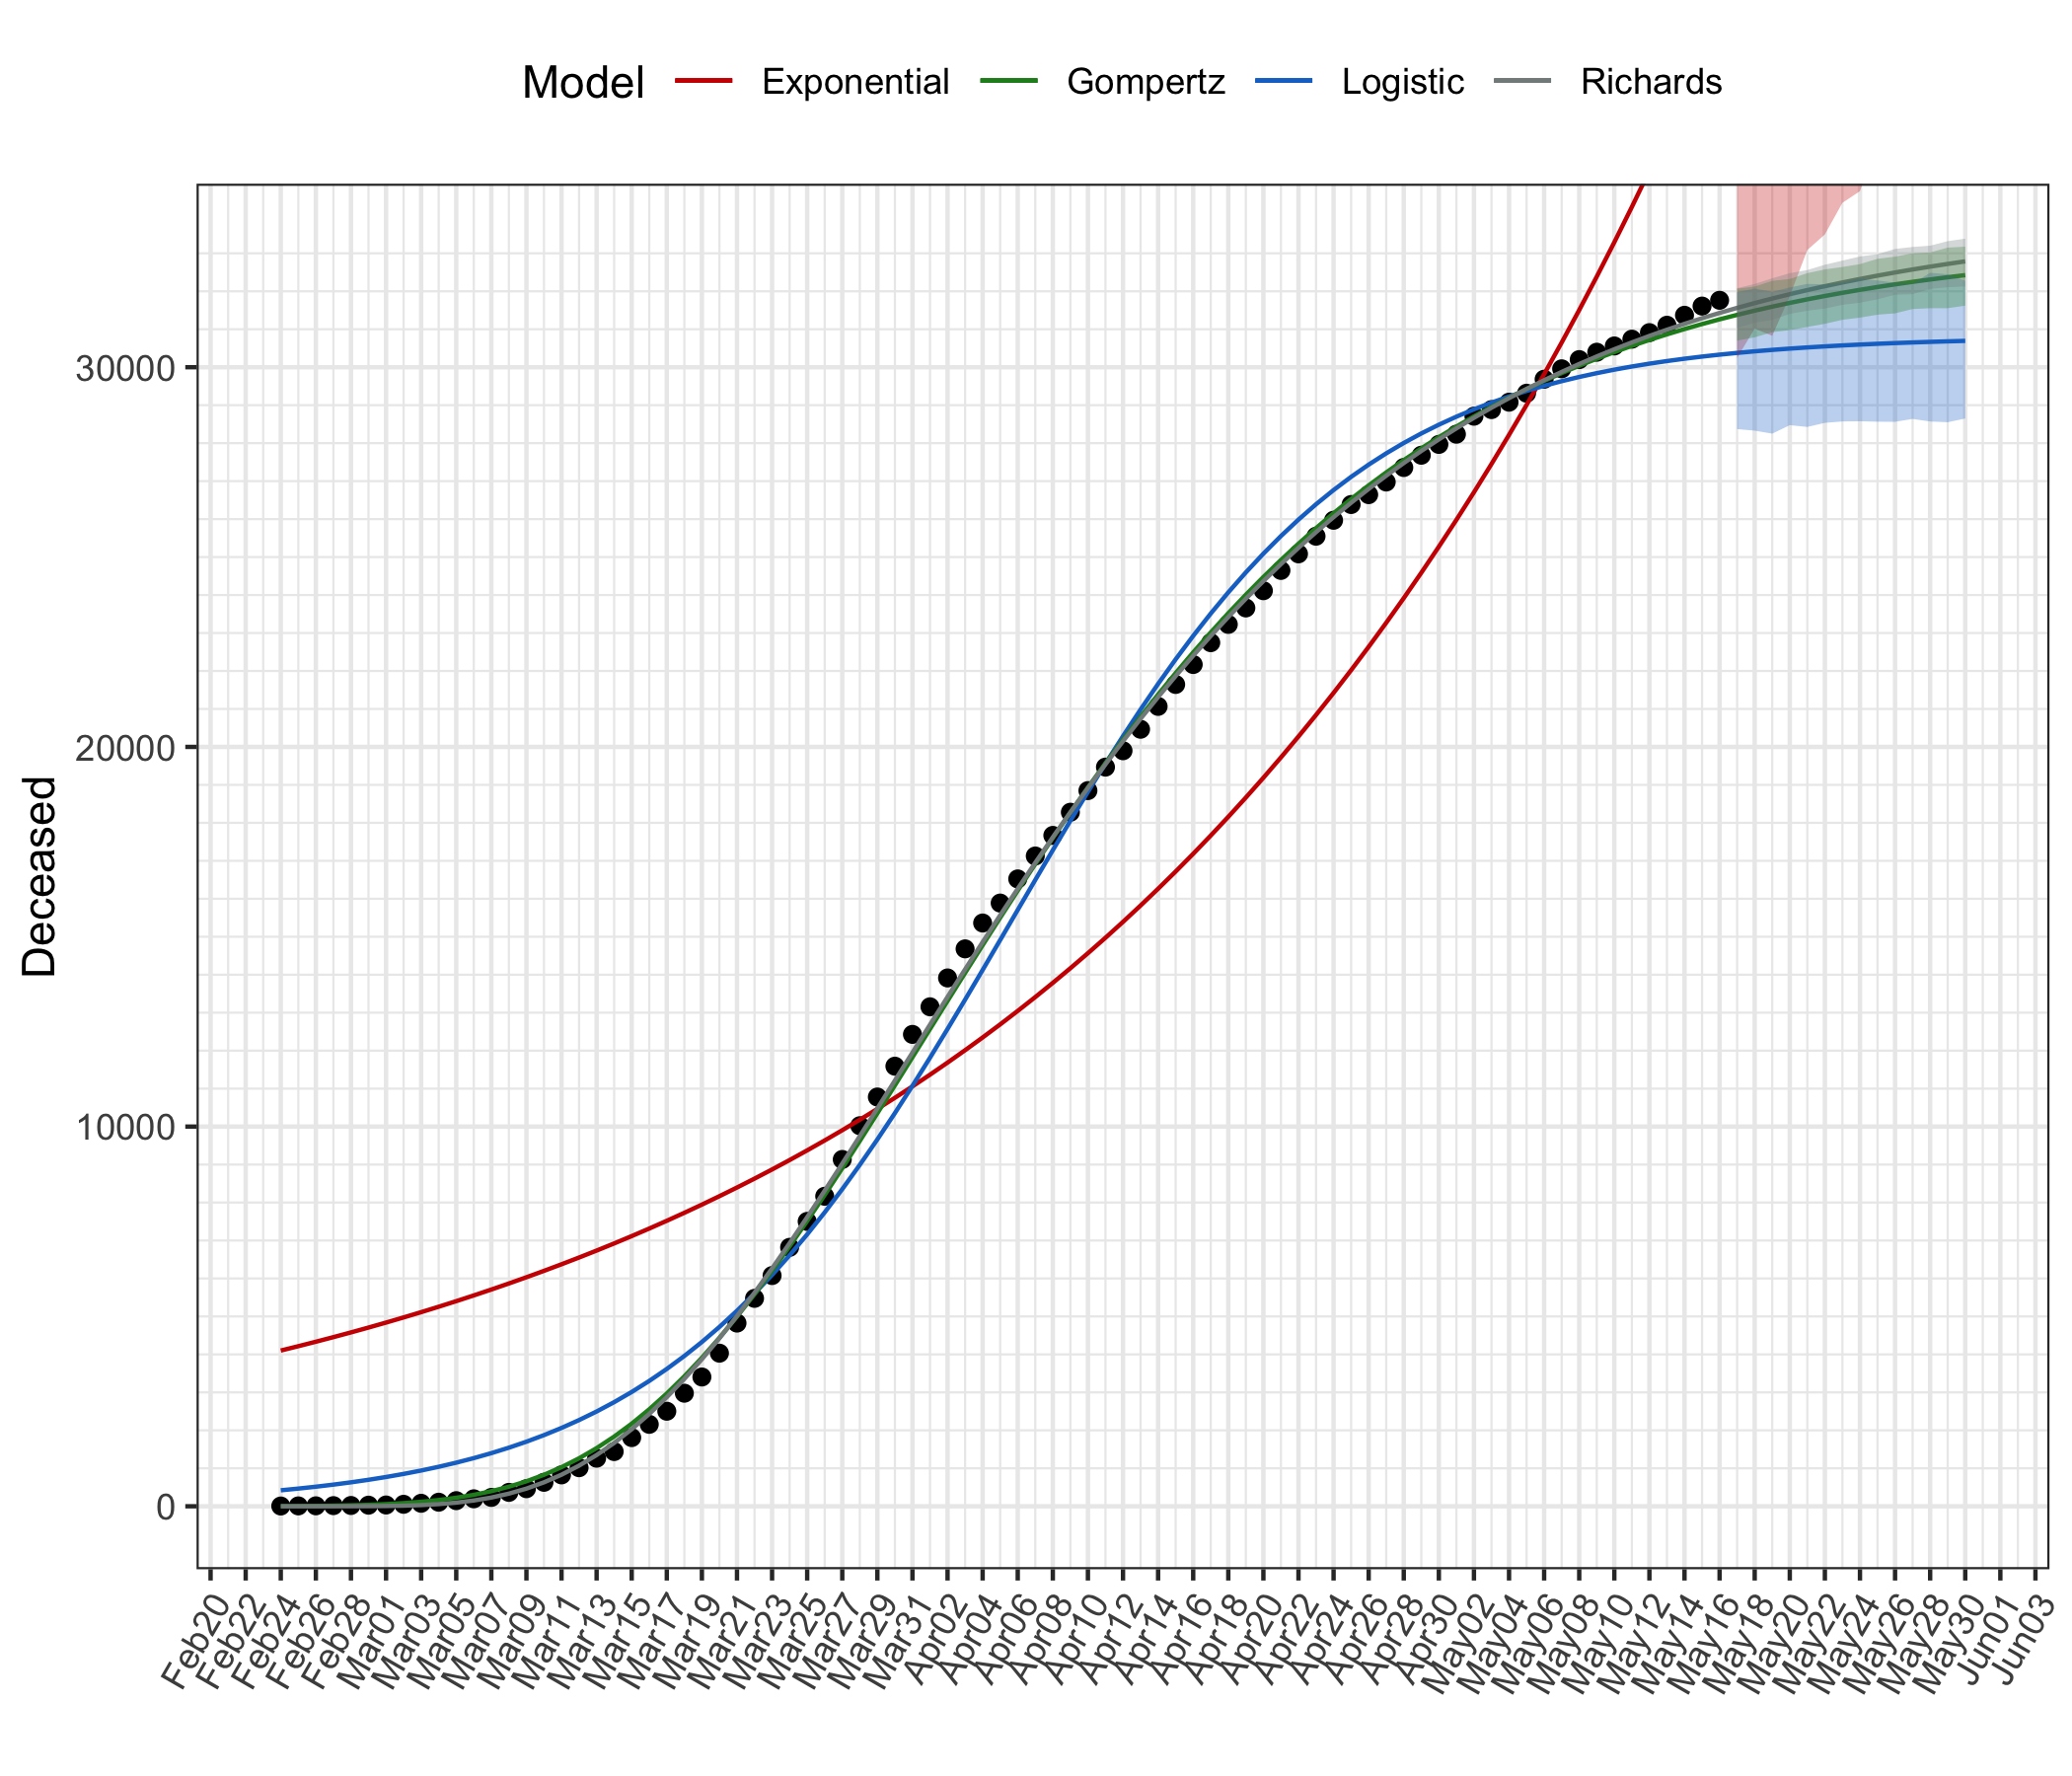 Model Exponential Gompertz Logistic Richards
Deceased
30000
20000
10000
0
Feb20 Feb22 Feb24 Feb26 Feb28 Mar01 Mar03 Mar05 Mar07 Mar09 Mar11 Mar13 Mar15 Mar17 Mar19 Mar21 Mar23 Mar25 Mar27 Mar29 Mar31 Apr02 Apr04 Apr06 Apr08 Apr10 Apr12 Apr14 Apr16 Apr18 Apr20 Apr22 Apr24 Apr26 Apr28 Apr30 May02 May04 May06 May08 May10 May12 May14 May16 May18 May20 May22 May24 May26 May28 May30 Jun01 Jun03